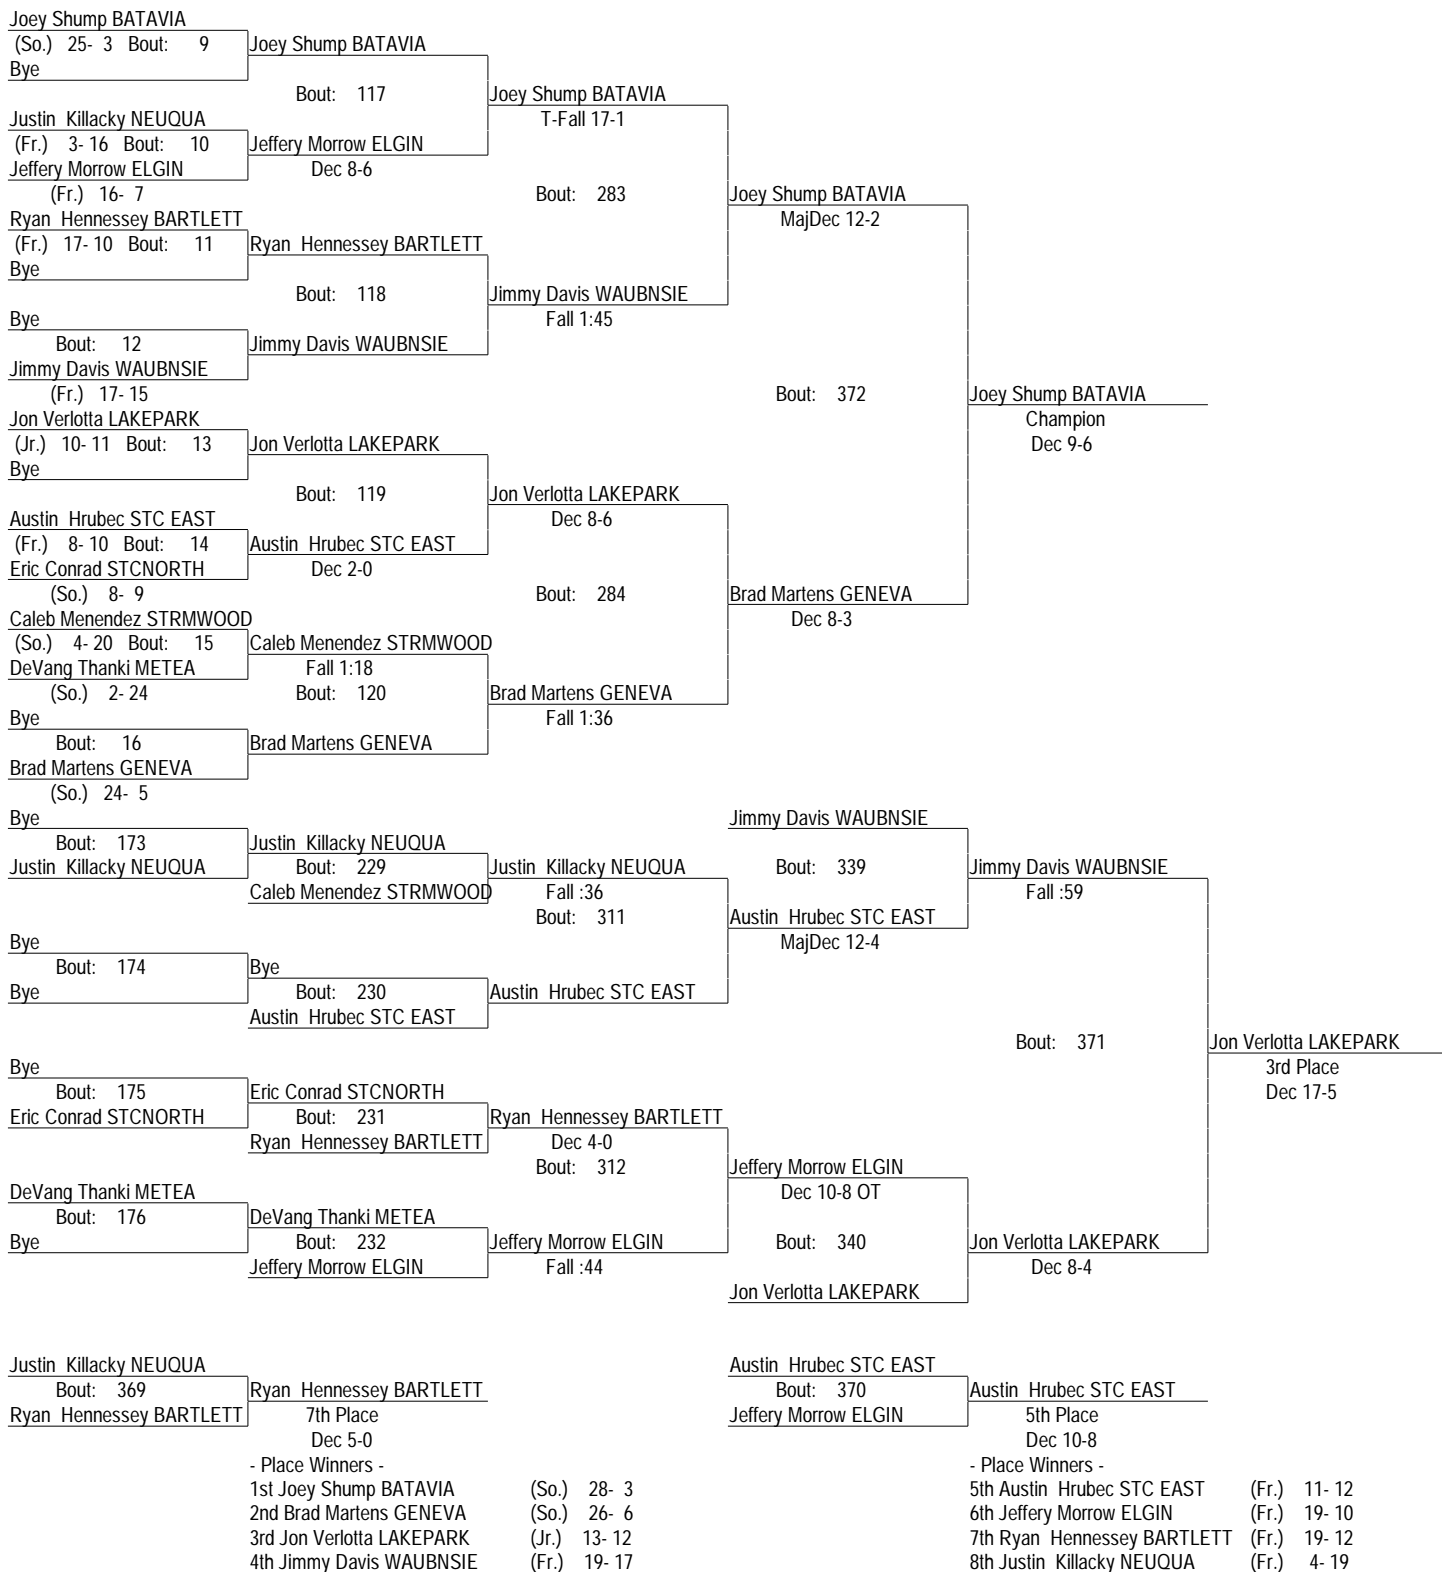 Joey Shump BATAVIA
(So.) 25- 3 Bout: 9 Joey Shump BATAVIA
Bye
Bout: 117 Joey Shump BATAVIA
Justin Killacky NEUQUA T-Fall 17-1
(Fr.) 3- 16 Bout: 10 Jeffery Morrow ELGIN
Jeffery Morrow ELGIN Dec 8-6
(Fr.) 16- 7 Bout: 283 Joey Shump BATAVIA
Ryan Hennessey BARTLETT MajDec 12-2
(Fr.) 17- 10 Bout: 11 Ryan Hennessey BARTLETT
Bye
Bout: 118 Jimmy Davis WAUBNSIE
Bye Fall 1:45
Bout: 12 Jimmy Davis WAUBNSIE
Jimmy Davis WAUBNSIE
(Fr.) 17- 15 Bout: 372 Joey Shump BATAVIA
Jon Verlotta LAKEPARK Champion
(Jr.) 10- 11 Bout: 13 Jon Verlotta LAKEPARK Dec 9-6
Bye
Bout: 119 Jon Verlotta LAKEPARK
Austin Hrubec STC EAST Dec 8-6
(Fr.) 8- 10 Bout: 14 Austin Hrubec STC EAST
Eric Conrad STCNORTH Dec 2-0
(So.) 8- 9 Bout: 284 Brad Martens GENEVA
Caleb Menendez STRMWOOD Dec 8-3
(So.) 4- 20 Bout: 15 Caleb Menendez STRMWOOD
DeVang Thanki METEA Fall 1:18
(So.) 2- 24 Bout: 120 Brad Martens GENEVA
Bye Fall 1:36
Bout: 16 Brad Martens GENEVA
Brad Martens GENEVA
(So.) 24- 5
Bye Jimmy Davis WAUBNSIE
Bout: 173 Justin Killacky NEUQUA
Justin Killacky NEUQUA Bout: 229 Justin Killacky NEUQUA Bout: 339 Jimmy Davis WAUBNSIE
Caleb Menendez STRMWOOD Fall :36 Fall :59
Bout: 311 Austin Hrubec STC EAST
Bye MajDec 12-4
Bout: 174 Bye
Bye Bout: 230 Austin Hrubec STC EAST
Austin Hrubec STC EAST
Bout: 371 Jon Verlotta LAKEPARK
Bye 3rd Place
Bout: 175 Eric Conrad STCNORTH Dec 17-5
Eric Conrad STCNORTH Bout: 231 Ryan Hennessey BARTLETT
Ryan Hennessey BARTLETT Dec 4-0
Bout: 312 Jeffery Morrow ELGIN
DeVang Thanki METEA Dec 10-8 OT
Bout: 176 DeVang Thanki METEA
Bye Bout: 232 Jeffery Morrow ELGIN Bout: 340 Jon Verlotta LAKEPARK
Jeffery Morrow ELGIN Fall :44 Dec 8-4
Jon Verlotta LAKEPARK
Justin Killacky NEUQUA Austin Hrubec STC EAST
Bout: 369 Ryan Hennessey BARTLETT Bout: 370 Austin Hrubec STC EAST
Ryan Hennessey BARTLETT 7th Place Jeffery Morrow ELGIN 5th Place
Dec 5-0 Dec 10-8
- Place Winners - - Place Winners -
1st Joey Shump BATAVIA (So.) 28- 3 5th Austin Hrubec STC EAST (Fr.) 11- 12
2nd Brad Martens GENEVA (So.) 26- 6 6th Jeffery Morrow ELGIN (Fr.) 19- 10
3rd Jon Verlotta LAKEPARK (Jr.) 13- 12 7th Ryan Hennessey BARTLETT (Fr.) 19- 12
4th Jimmy Davis WAUBNSIE (Fr.) 19- 17 8th Justin Killacky NEUQUA (Fr.) 4- 19